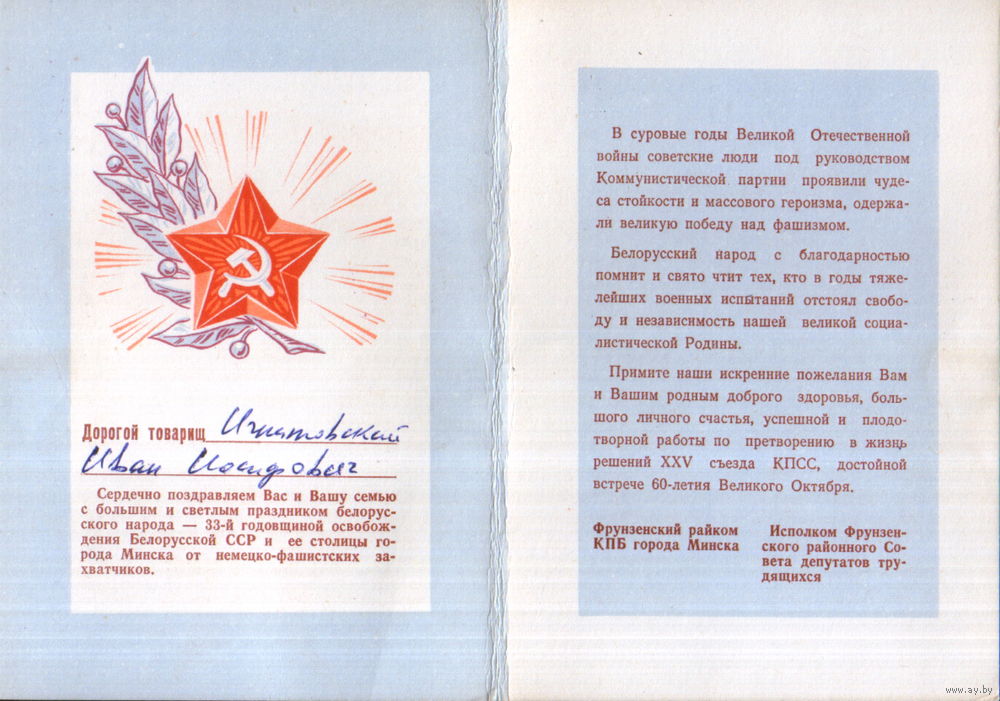 Дорогой товарищ Игнатовский
Иван Иосифович
Сердечно поздравляем Вас и Вашу семью
с большим и светлым праздником белорус-
ского народа — 33-й годовщиной освобож-
дения Белорусской ССР и ее столицы го-
рода Минска от немецко-фашистских за-
хватчиков.
В суровые годы Великой Отечественной
войны советские люди под руководством
Коммунистической партии проявили чуде-
са стойкости и массового героизма, одержа-
ли великую победу над фашизмом.
Белорусский народ с благодарностью
помнит и свято чтит тех, кто в годы тяже-
лейших военных испытаний отстоял свобо-
ду и независимость нашей великой социа-
листической Родины.
Примите наши искренние пожелания Вам
и Вашим родным доброго здоровья, боль-
шого личного счастья, успешной и плодо-
творной работы по претворению в жизнь
решений XXV съезда КПСС, достойной
встрече 60-летия Великого Октября.
Фрунзенский райком
КПБ города Минска
Исполком Фрунзен-
ского районного Со-
вета депутатов тру-
дящихся
www.ay.by